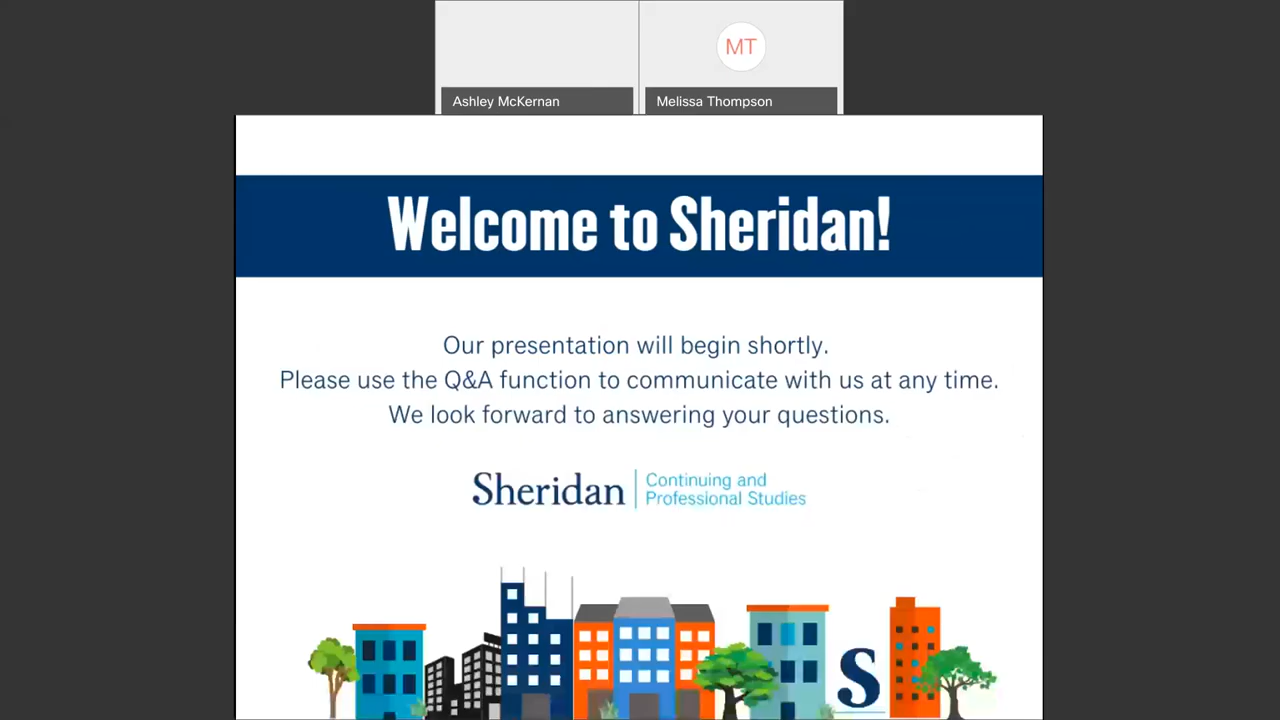 MT
Ashley McKernan
Melissa Thompson
Welcome to Sheridan!
Our presentation will begin shortly.
Please use the Q&A function to communicate with us at any time.
We look forward to answering your questions.
Sheridan
Continuing and
Professional Studies
S